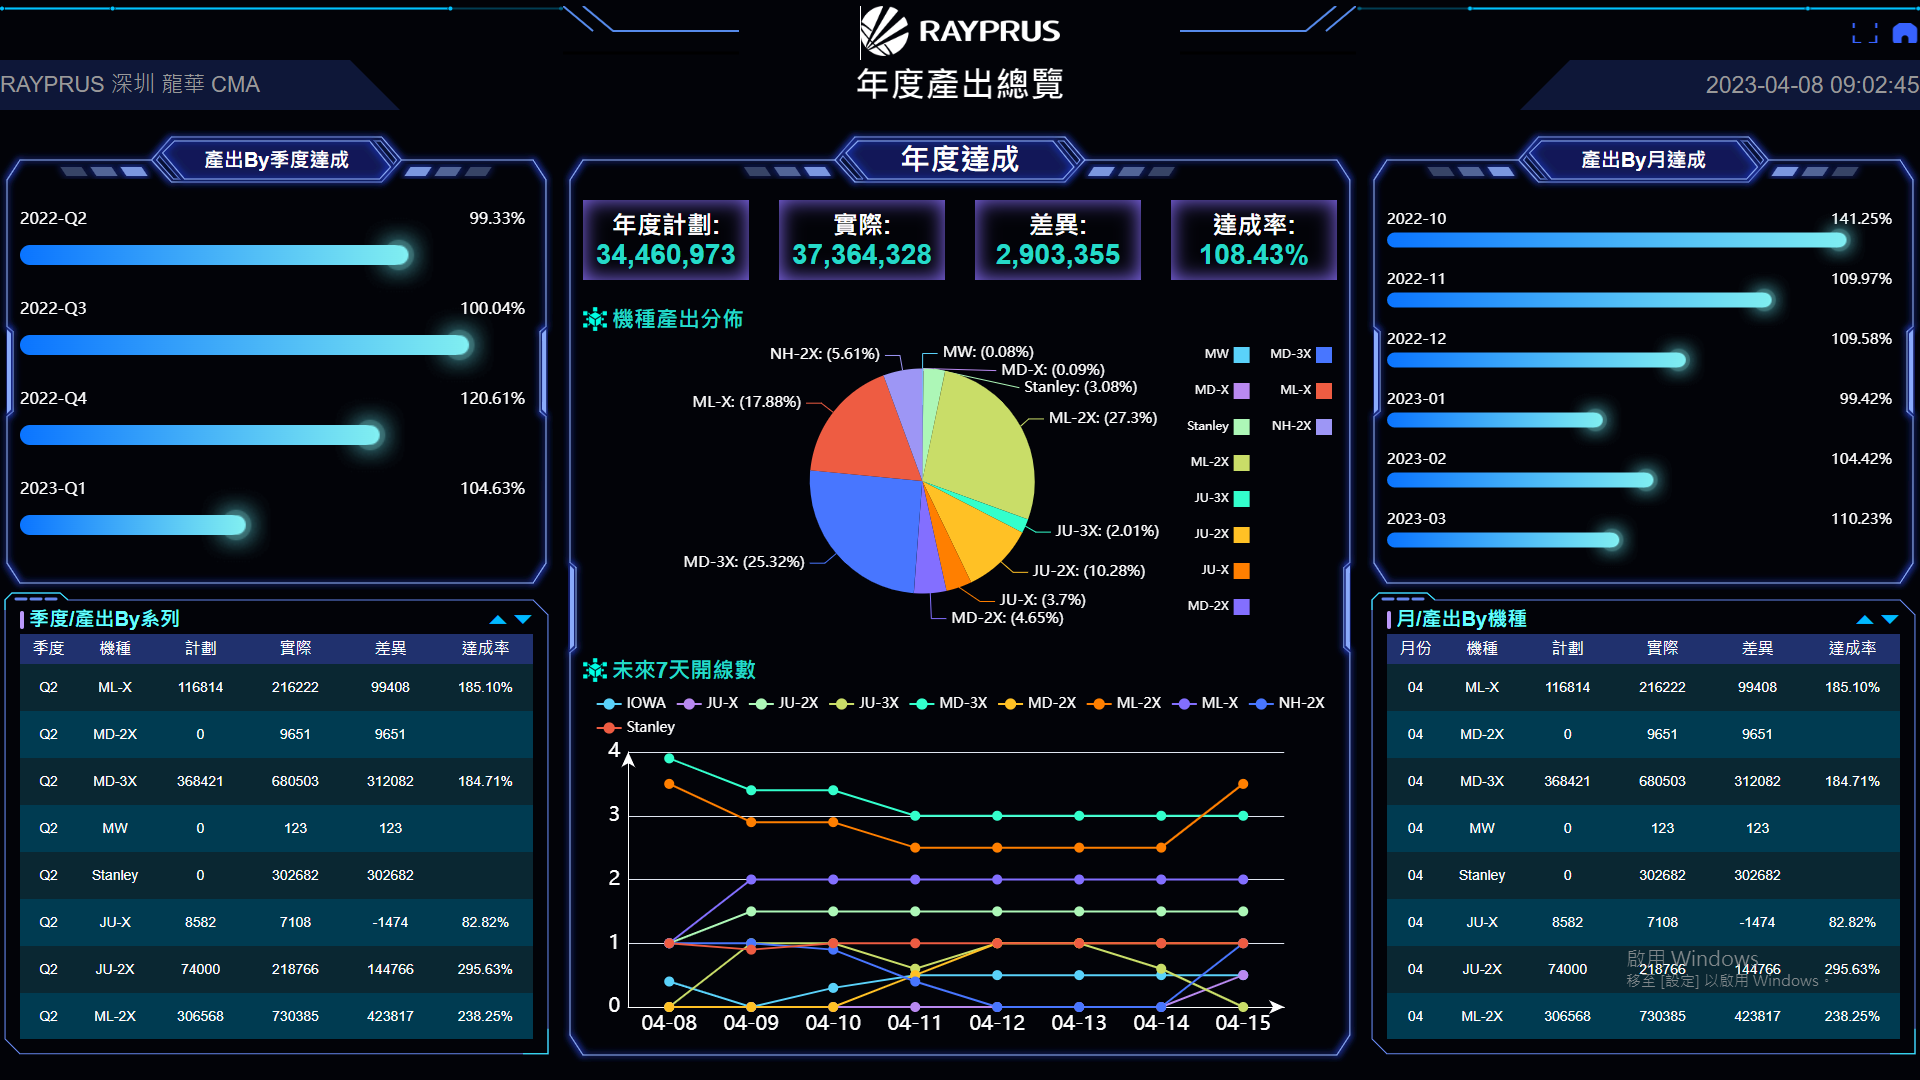 RAYPRUS
年度產出總覽
RAYPRUS 深圳 龍華 CMA
2023-04-08 09:02:45
產出By季度達成
2022-Q2 99.33%
2022-Q3 100.04%
2022-Q4 120.61%
2023-Q1 104.63%
季度/產出By系列
季度 機種 計劃 實際 差異 達成率
Q2 ML-X 116814 216222 99408 185.10%
Q2 MD-2X 0 9651 9651
Q2 MD-3X 368421 680503 312082 184.71%
Q2 MW 0 123 123
Q2 Stanley 0 302682 302682
Q2 JU-X 8582 7108 -1474 82.82%
Q2 JU-2X 74000 218766 144766 295.63%
Q2 ML-2X 306568 730385 423817 238.25%
年度達成
年度計劃: 實際: 差異: 達成率:
34,460,973 37,364,328 2,903,355 108.43%
機種產出分佈
NH-2X: (5.61%)
MW: (0.08%)
MD-X: (0.09%)
Stanley: (3.08%)
ML-X: (17.88%)
ML-2X: (27.3%)
JU-3X: (2.01%)
MD-3X: (25.32%)
JU-2X: (10.28%)
JU-X: (3.7%)
MD-2X: (4.65%)
MW MD-3X
MD-X ML-X
Stanley NH-2X
ML-2X
JU-3X
JU-2X
JU-X
MD-2X
未來7天開線數
IOWA JU-X JU-2X JU-3X MD-3X MD-2X ML-2X ML-X NH-2X
Stanley
4
3
2
1
0
04-08 04-09 04-10 04-11 04-12 04-13 04-14 04-15
產出By月達成
2022-10 141.25%
2022-11 109.97%
2022-12 109.58%
2023-01 99.42%
2023-02 104.42%
2023-03 110.23%
月/產出By機種
月份 機種 計劃 實際 差異 達成率
04 ML-X 116814 216222 99408 185.10%
04 MD-2X 0 9651 9651
04 MD-3X 368421 680503 312082 184.71%
04 MW 0 123 123
04 Stanley 0 302682 302682
04 JU-X 8582 7108 -1474 82.82%
04 JU-2X 74000 218766 144766 295.63%
04 ML-2X 306568 730385 423817 238.25%
啟用 Windows
移至 [設定] 以啟用 Windows。